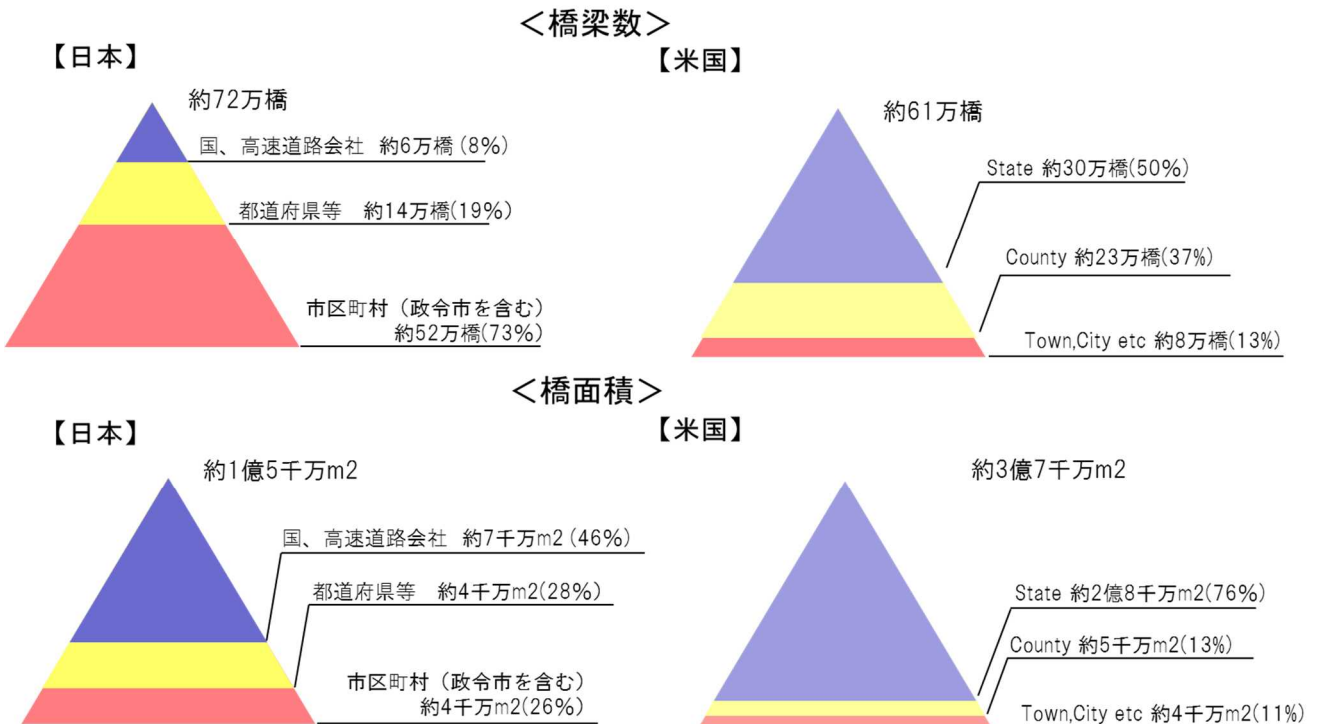 ＜橋梁数＞
【日本】
約72万橋
国、高速道路会社 約6万橋(8%)
都道府県等 約14万橋(19%)
市区町村（政令市を含む）
約52万橋(73%)
【米国】
約61万橋
State 約30万橋(50%)
County 約23万橋(37%)
Town,City etc 約8万橋(13%)
＜橋面積＞
【日本】
約1億5千万m2
国、高速道路会社 約7千万m2(46%)
都道府県等 約4千万m2(28%)
市区町村（政令市を含む）
約4千万m2(26%)
【米国】
約3億7千万m2
State 約2億8千万m2(76%)
County 約5千万m2(13%)
Town,City etc 約4千万m2(11%)